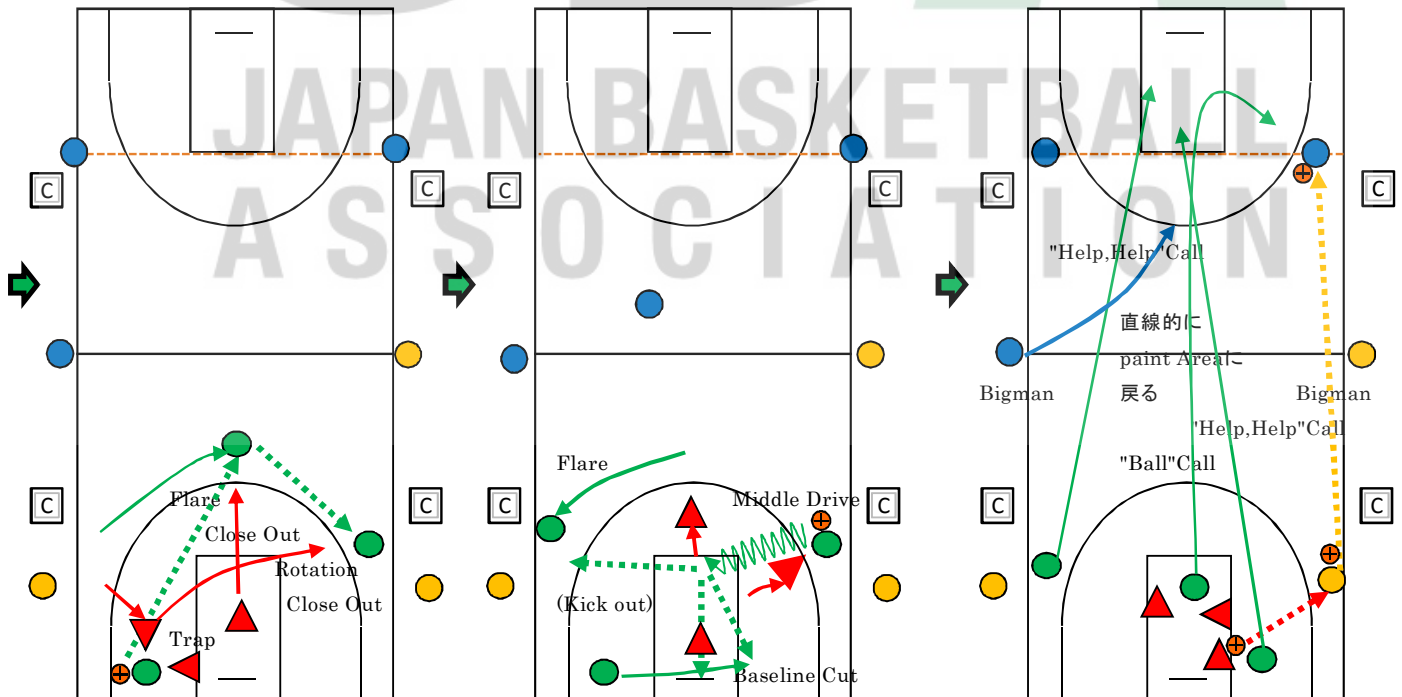 JAPAN BASKETBALL
ASSOCIATION
C
C
C
C
C
C
"Help,Help"Call
直線的に
paint Areaに
戻る
Bigman
Bigman
"Help,Help"Call
"Ball"Call
Flare
Close Out
Rotation
Close Out
Trap
C
C
Flare
Middle Drive
(Kick out)
Baseline Cut
C
C
C
C